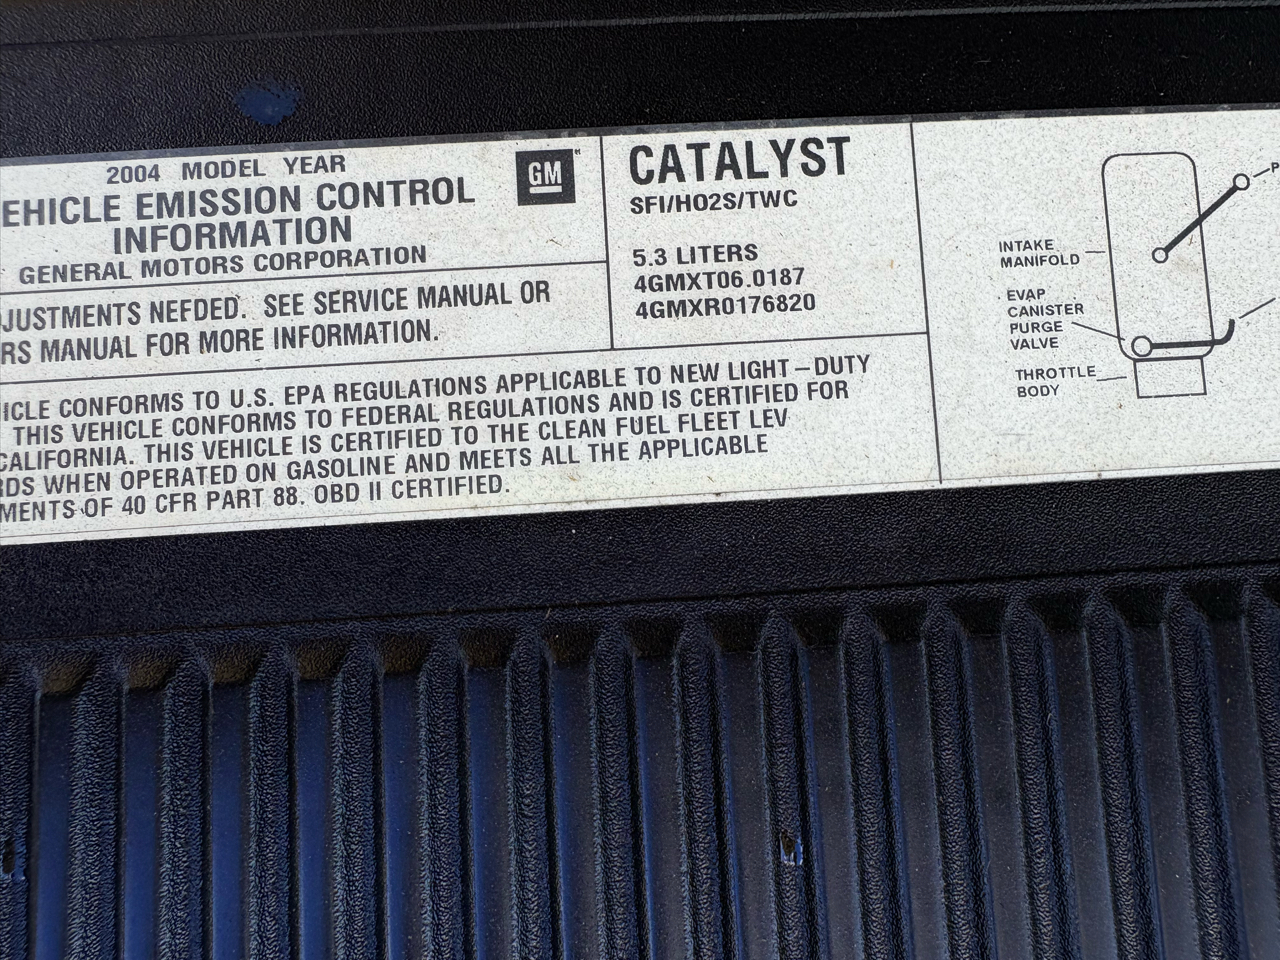 2004 MODEL YEAR
EHICLE EMISSION CONTROL
INFORMATION
GENERAL MOTORS CORPORATION
GM
JUSTMENTS NEEDED. SEE SERVICE MANUAL OR
RS MANUAL FOR MORE INFORMATION.
CATALYST
SFI/HO2S/TWC
5.3 LITERS
4GMXT06.0187
4GMXR0176820
ICLE CONFORMS TO U.S. EPA REGULATIONS APPLICABLE TO NEW LIGHT-DUTY
THIS VEHICLE CONFORMS TO FEDERAL REGULATIONS AND IS CERTIFIED FOR
CALIFORNIA. THIS VEHICLE IS CERTIFIED TO THE CLEAN FUEL FLEET LEV
RDS WHEN OPERATED ON GASOLINE AND MEETS ALL THE APPLICABLE
MENTS OF 40 CFR PART 88. OBD II CERTIFIED.
INTAKE
MANIFOLD
EVAP
CANISTER
PURGE
VALVE
THROTTLE
BODY
P